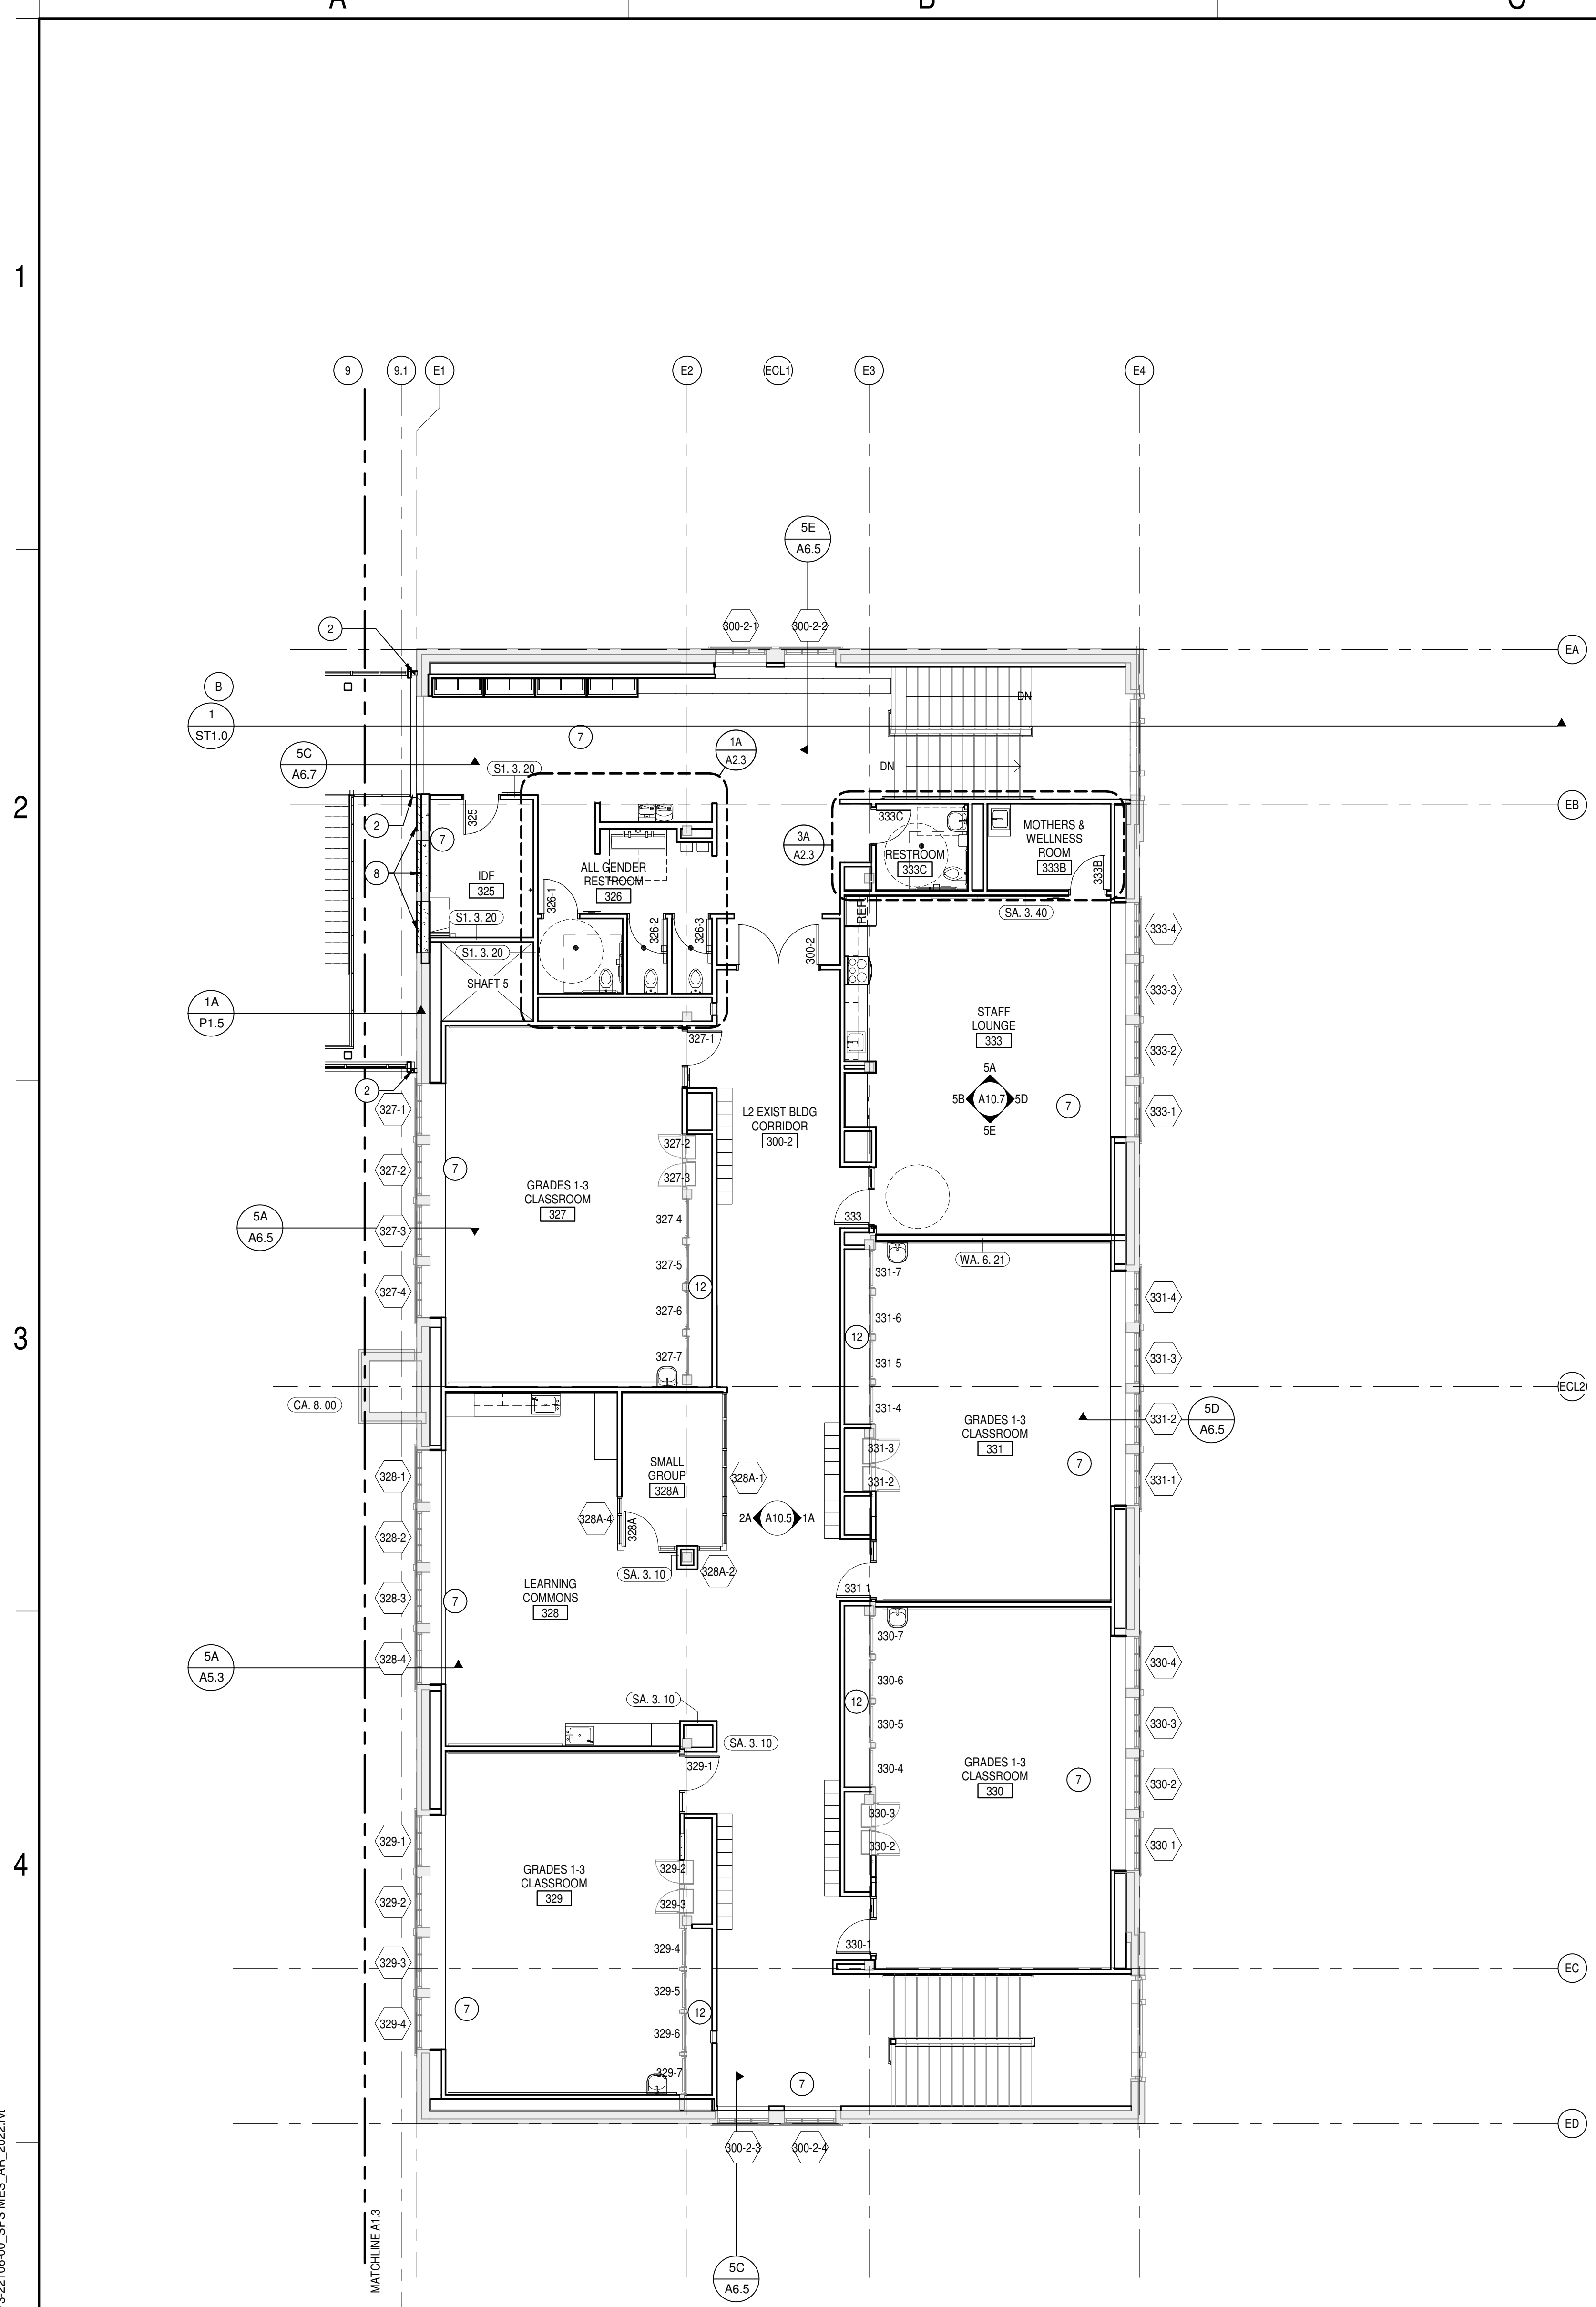 A
B
1
9
9.1
E1
E2
ECL1
E3
E4
5E
A6.5
2
300-2-1
300-2-2
EA
B
DN
1
ST1.0
7
1A
A2.3
5C
A6.7
DN
S1. 3. 20
2
EB
2
325
7
333C
MOTHERS &
WELLNESS
ROOM
333B
333B
3A
A2.3
RESTROOM
333C
8
IDF
325
ALL GENDER
RESTROOM
326
326-1
S1. 3. 20
REF.
SA. 3. 40
326-2
326-3
300-2
333-4
S1. 3. 20
SHAFT 5
333-3
1A
P1.5
STAFF
LOUNGE
333
327-1
333-2
5A
2
5B
A10.7
5D
7
327-1
L2 EXIST BLDG
CORRIDOR
300-2
333-1
5E
327-2
327-2
7
327-3
GRADES 1-3
CLASSROOM
327
5A
A6.5
327-3
327-4
333
WA. 6. 21
327-5
331-7
327-4
12
331-4
327-6
331-6
3
12
327-7
331-5
331-3
ECL2
CA. 8. 00
331-4
GRADES 1-3
CLASSROOM
331
331-2
5D
A6.5
331-3
7
SMALL
GROUP
328A
328-1
328A-1
331-2
331-1
328A-4
328A
2A
A10.5
1A
328-2
SA. 3. 10
328A-2
LEARNING
COMMONS
328
331-1
328-3
7
330-7
328-4
5A
A5.3
330-4
330-6
SA. 3. 10
12
330-5
330-3
SA. 3. 10
329-1
330-4
GRADES 1-3
CLASSROOM
330
7
330-2
330-3
329-1
330-2
330-1
4
GRADES 1-3
CLASSROOM
329
329-2
329-2
329-3
330-1
329-4
329-3
EC
329-5
7
12
329-4
329-6
329-7
7
ED
300-2-3
300-2-4
MATCHLINE A1.3
5C
A6.5